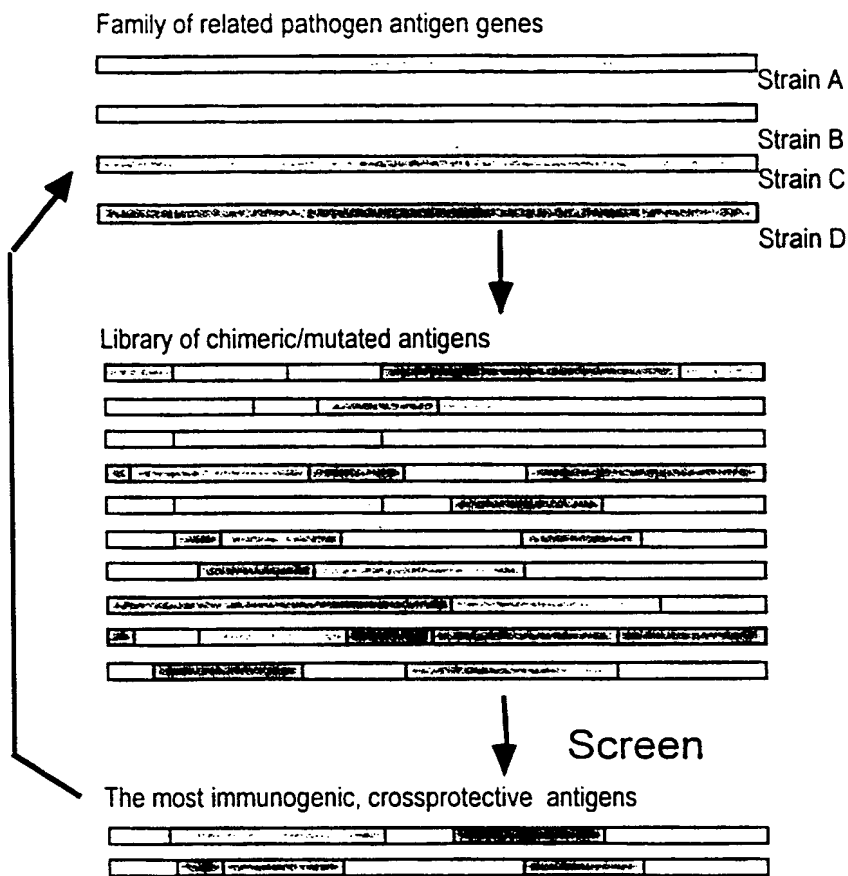 Family of related pathogen antigen genes
Strain A
Strain B
Strain C
Strain D
Library of chimeric/mutated antigens
Screen
The most immunogenic, crossprotective antigens